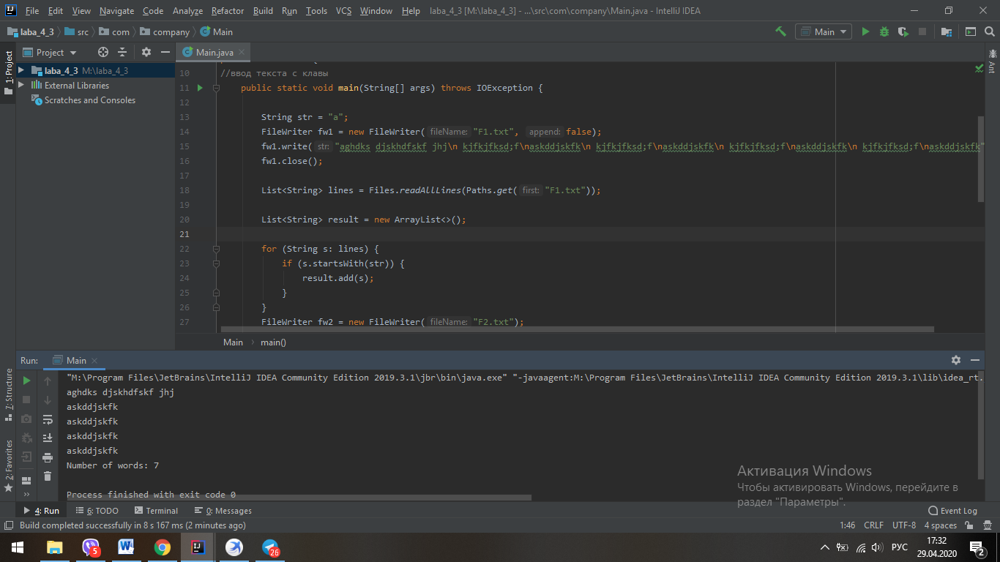 File Edit View Navigate Code Analyze Refactor Build Run Tools VCS Window Help laba_4_3 [M:\laba_4_3] - ...\src\com\company\Main.java - IntelliJ IDEA
laba_4_3 src com company Main Main
1: Project
Project
Main.java
Ant
laba_4_3 M:\laba_4_3
External Libraries
Scratches and Consoles
10 //ввод текста с клавы
11 public static void main(String[] args) throws IOException {
12
13 String str = "a";
14 FileWriter fw1 = new FileWriter( fileName: "F1.txt", append: false);
15 fw1.write( str: "aghdks djskhdfskf jhj\n kjfkjfksd;f\naskddjskfk\n kjfkjfksd;f\naskddjskfk\n kjfkjfksd;f\naskddjskfk\n kjfkjfksd;f\naskddjskfk"
16 fw1.close();
17
18 List<String> lines = Files.readAllLines(Paths.get( first: "F1.txt"));
19
20 List<String> result = new ArrayList<>();
21
22 for (String s: lines) {
23 if (s.startsWith(str)) {
24 result.add(s);
25 }
26 }
27 FileWriter fw2 = new FileWriter( fileName: "F2.txt");
Main main()
Run: Main
7: Structure
2: Favorites
"M:\Program Files\JetBrains\IntelliJ IDEA Community Edition 2019.3.1\jbr\bin\java.exe" "-javaagent:M:\Program Files\JetBrains\IntelliJ IDEA Community Edition 2019.3.1\lib\idea_rt.
aghdks djskhdfskf jhj
askddjskfk
askddjskfk
askddjskfk
askddjskfk
Number of words: 7
Process finished with exit code 0
Активация Windows
Чтобы активировать Windows, перейдите в
раздел "Параметры".
4: Run 6: TODO Terminal 0: Messages Event Log
Build completed successfully in 8 s 167 ms (2 minutes ago) 1:46 CRLF UTF-8 4 spaces
5 26 РУС 17:32
29.04.2020 2